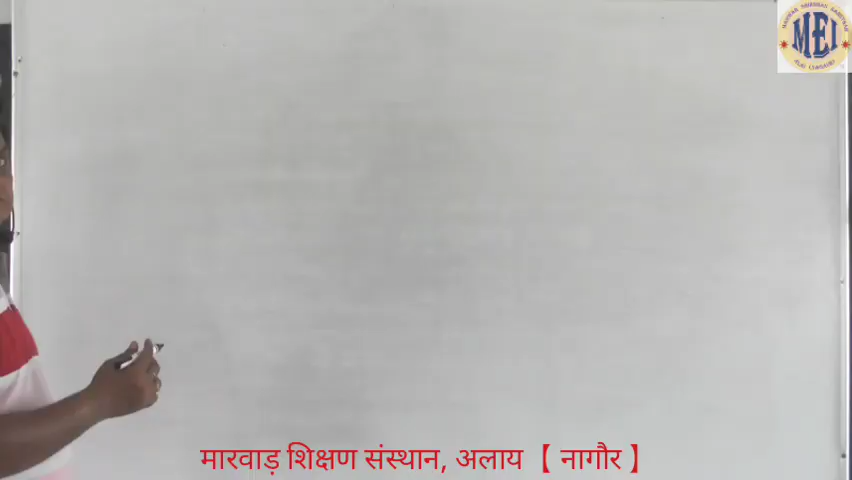 MEI
मारवाड़ शिक्षण संस्थान, अलाय 【 नागौर 】